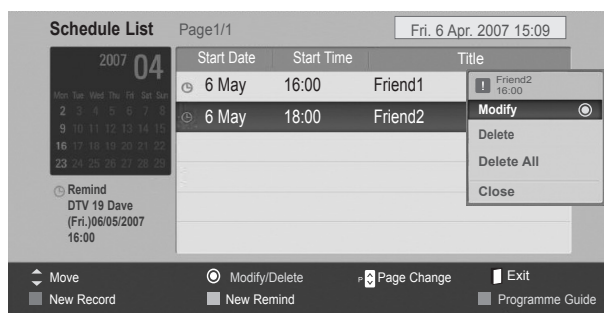 Schedule List Page1/1 Fri. 6 Apr. 2007 15:09
2007 04
Mon Tue Wed Thu Fri Sat Sun
2 3 4 5 6 7 8
9 10 11 12 13 14 15
16 17 18 19 20 21 22
23 24 25 26 27 28 29
Remind
DTV 19 Dave
(Fri.)06/05/2007
16:00
Start Date Start Time Title
6 May 16:00 Friend1
6 May 18:00 Friend2
! Friend2
16:00
Modify
Delete
Delete All
Close
Move Modify/Delete P Page Change Exit
New Record New Remind Programme Guide